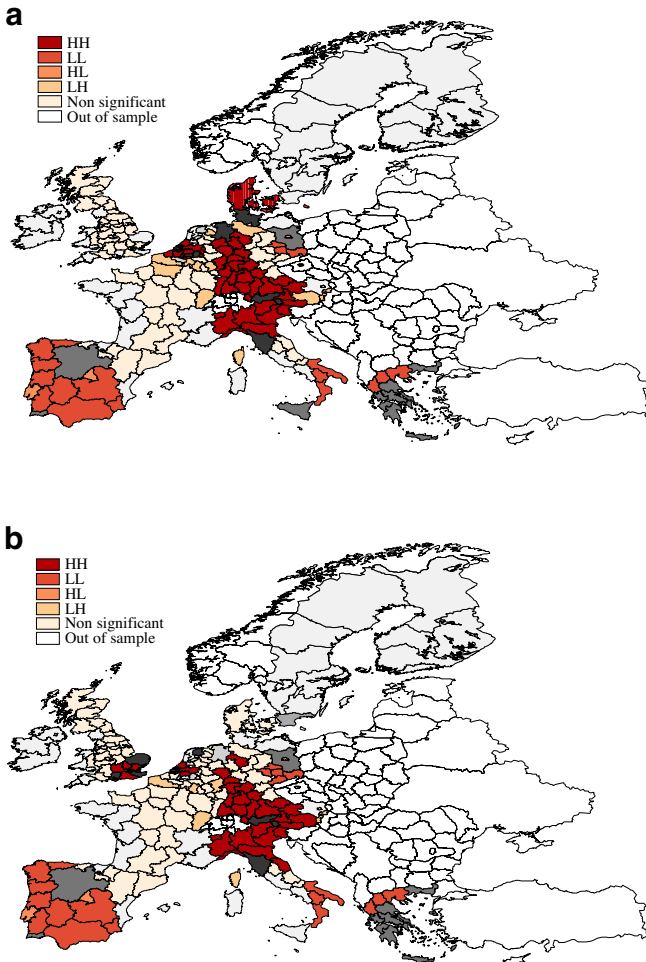 a
HH
LL
HL
LH
Non significant
Out of sample
b
HH
LL
HL
LH
Non significant
Out of sample